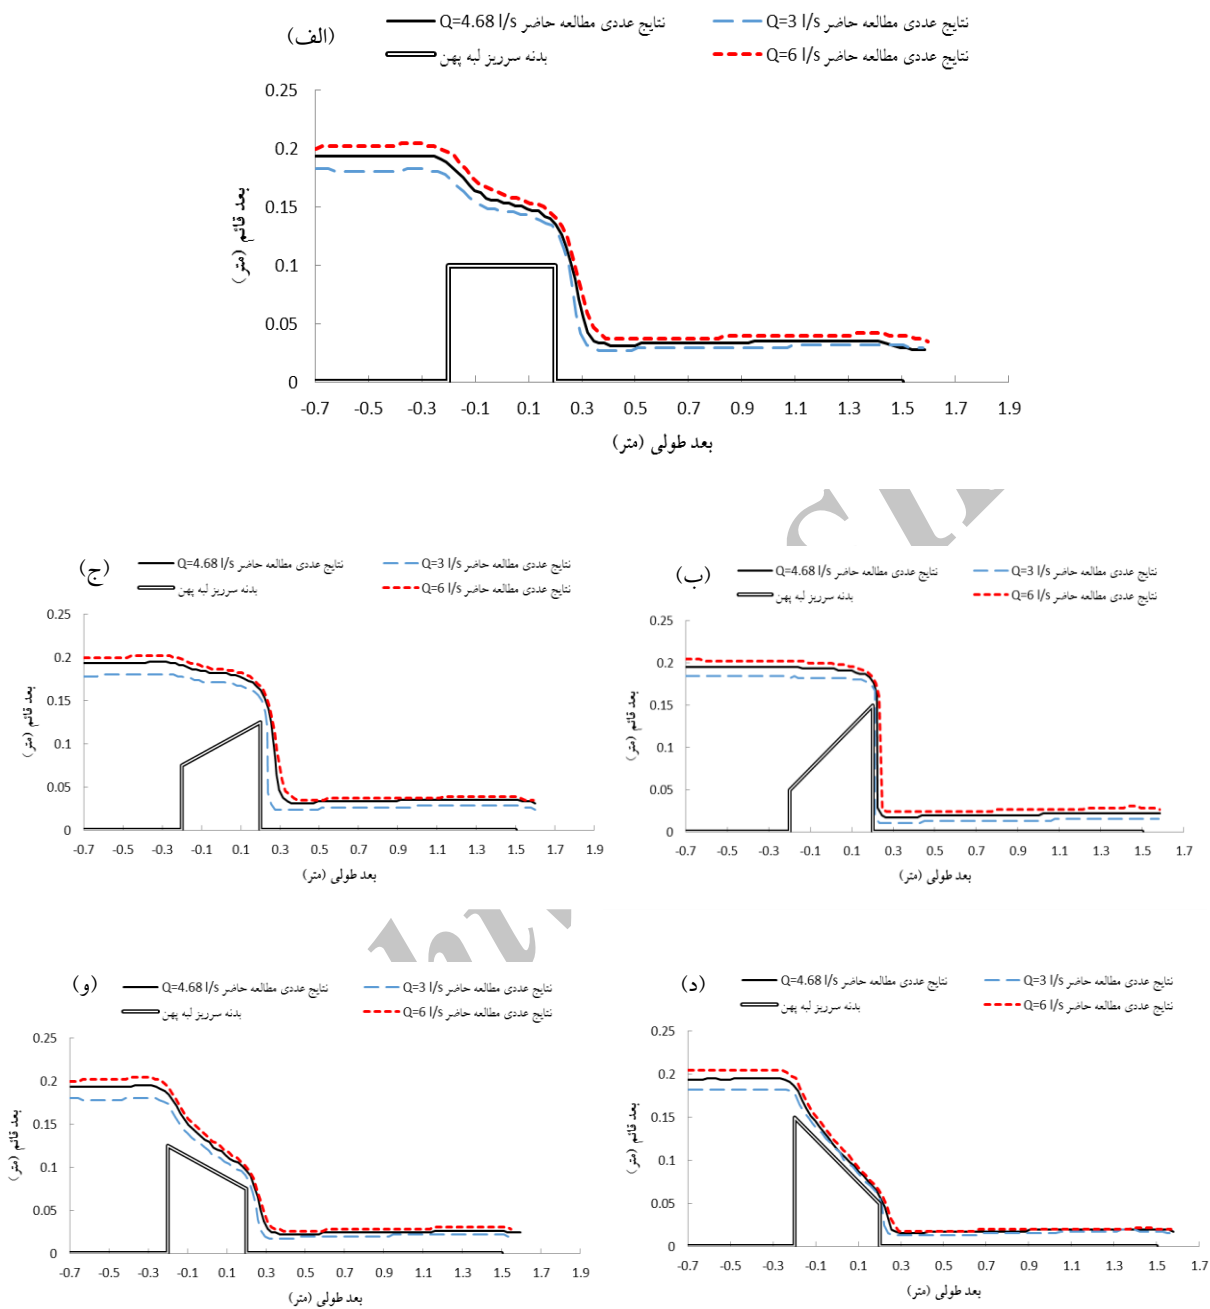 (الف)
نتایج عددی مطالعه حاضر Q=4.68 l/s
نتایج عددی مطالعه حاضر Q=3 l/s
بدنه سرریز لبه پهن
نتایج عددی مطالعه حاضر Q=6 l/s
0.25
0.2
0.15
0.1
0.05
0
بعد قائم (متر)
-0.7 -0.5 -0.3 -0.1 0.1 0.3 0.5 0.7 0.9 1.1 1.3 1.5 1.7 1.9
بعد طولی (متر)
(ب)
نتایج عددی مطالعه حاضر Q=4.68 l/s
نتایج عددی مطالعه حاضر Q=3 l/s
بدنه سرریز لبه پهن
نتایج عددی مطالعه حاضر Q=6 l/s
0.25
0.2
0.15
0.1
0.05
0
بعد قائم (متر)
-0.7 -0.5 -0.3 -0.1 0.1 0.3 0.5 0.7 0.9 1.1 1.3 1.5 1.7
بعد طولی (متر)
(ج)
نتایج عددی مطالعه حاضر Q=4.68 l/s
نتایج عددی مطالعه حاضر Q=3 l/s
بدنه سرریز لبه پهن
نتایج عددی مطالعه حاضر Q=6 l/s
0.25
0.2
0.15
0.1
0.05
0
بعد قائم (متر)
-0.7 -0.5 -0.3 -0.1 0.1 0.3 0.5 0.7 0.9 1.1 1.3 1.5 1.7 1.9
بعد طولی (متر)
(د)
نتایج عددی مطالعه حاضر Q=4.68 l/s
نتایج عددی مطالعه حاضر Q=3 l/s
بدنه سرریز لبه پهن
نتایج عددی مطالعه حاضر Q=6 l/s
0.25
0.2
0.15
0.1
0.05
0
بعد قائم (متر)
-0.7 -0.5 -0.3 -0.1 0.1 0.3 0.5 0.7 0.9 1.1 1.3 1.5 1.7
بعد طولی (متر)
(و)
نتایج عددی مطالعه حاضر Q=4.68 l/s
نتایج عددی مطالعه حاضر Q=3 l/s
بدنه سرریز لبه پهن
نتایج عددی مطالعه حاضر Q=6 l/s
0.25
0.2
0.15
0.1
0.05
0
بعد قائم (متر)
-0.7 -0.5 -0.3 -0.1 0.1 0.3 0.5 0.7 0.9 1.1 1.3 1.5 1.7 1.9
بعد طولی (متر)